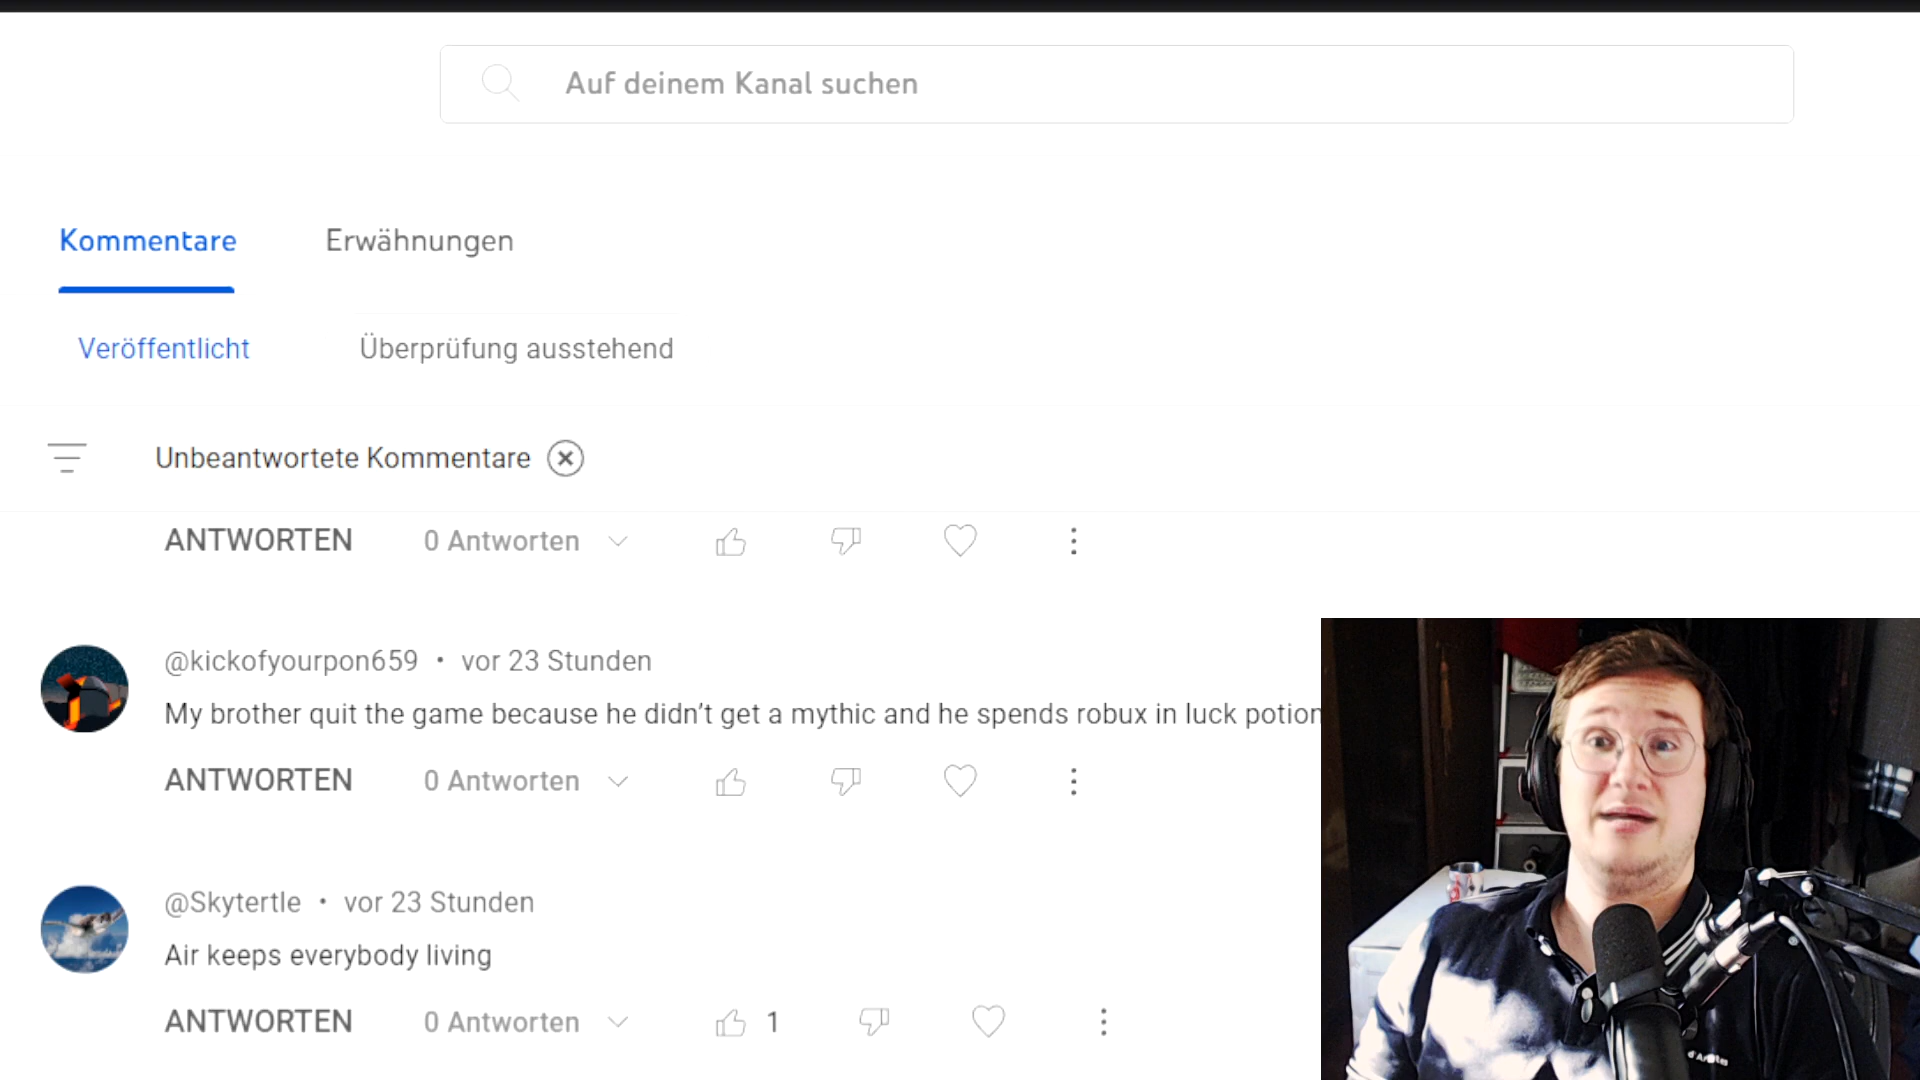 Auf deinem Kanal suchen
Kommentare Erwähnungen
Veröffentlicht Überprüfung ausstehend
Unbeantwortete Kommentare
ANTWORTEN 0 Antworten
@kickofyourpon659 • vor 23 Stunden
My brother quit the game because he didn’t get a mythic and he spends robux in luck potion
ANTWORTEN 0 Antworten
@Skytertle • vor 23 Stunden
Air keeps everybody living
ANTWORTEN 0 Antworten 1